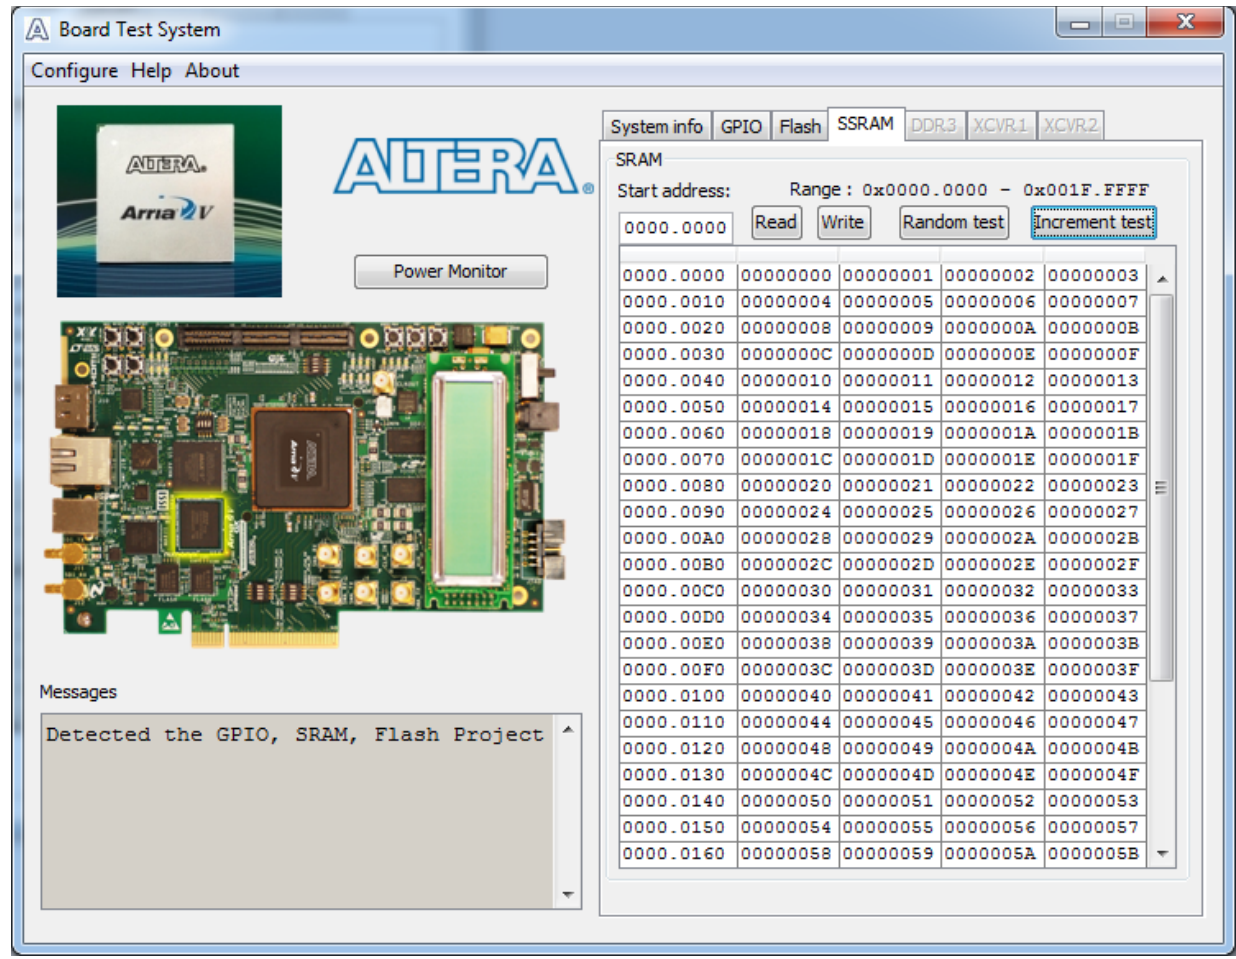 Board Test System
Configure Help About
ALTERA®
Arria V
ALTERA®
Power Monitor
System info GPIO Flash SSRAM DDR3 XCVR1 XCVR2
SRAM
Start address: Range : 0x0000.0000 - 0x001F.FFFF
0000.0000 Read Write Random test Increment test
0000.0000 00000000 00000001 00000002 00000003
0000.0010 00000004 00000005 00000006 00000007
0000.0020 00000008 00000009 0000000A 0000000B
0000.0030 0000000C 0000000D 0000000E 0000000F
0000.0040 00000010 00000011 00000012 00000013
0000.0050 00000014 00000015 00000016 00000017
0000.0060 00000018 00000019 0000001A 0000001B
0000.0070 0000001C 0000001D 0000001E 0000001F
0000.0080 00000020 00000021 00000022 00000023
0000.0090 00000024 00000025 00000026 00000027
0000.00A0 00000028 00000029 0000002A 0000002B
0000.00B0 0000002C 0000002D 0000002E 0000002F
0000.00C0 00000030 00000031 00000032 00000033
0000.00D0 00000034 00000035 00000036 00000037
0000.00E0 00000038 00000039 0000003A 0000003B
0000.00F0 0000003C 0000003D 0000003E 0000003F
0000.0100 00000040 00000041 00000042 00000043
0000.0110 00000044 00000045 00000046 00000047
0000.0120 00000048 00000049 0000004A 0000004B
0000.0130 0000004C 0000004D 0000004E 0000004F
0000.0140 00000050 00000051 00000052 00000053
0000.0150 00000054 00000055 00000056 00000057
0000.0160 00000058 00000059 0000005A 0000005B
Messages
Detected the GPIO, SRAM, Flash Project